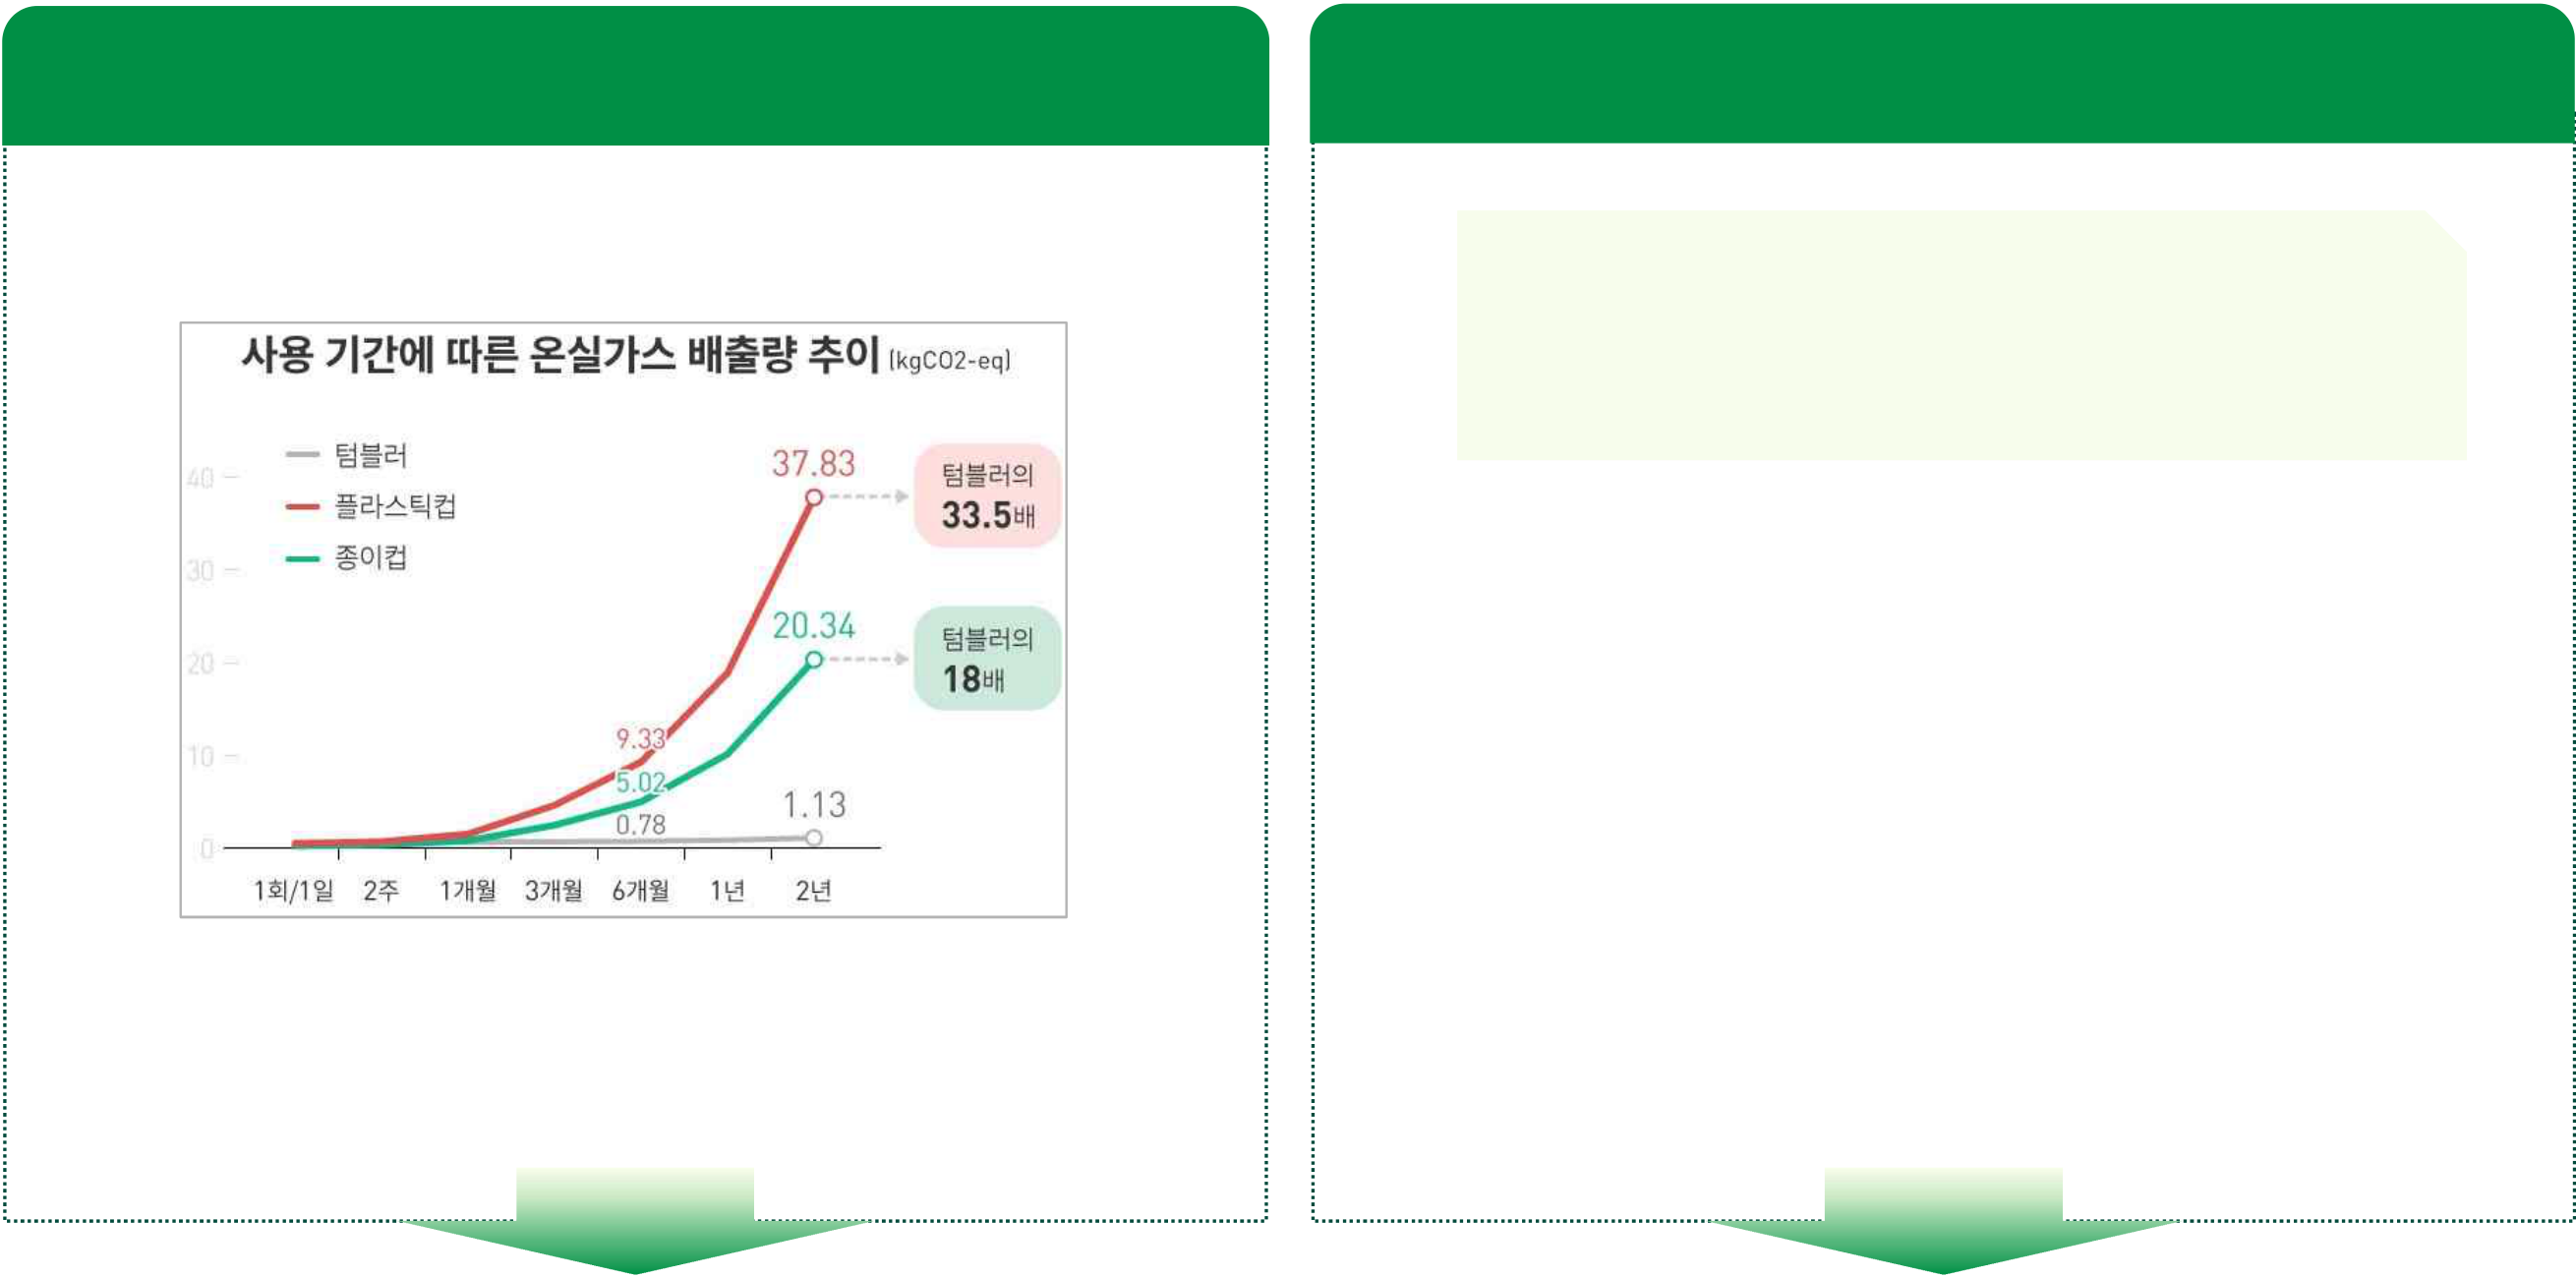 사용 기간에 따른 온실가스 배출량 추이 (kgCO2-eq)
텀블러
플라스틱컵
종이컵
40
30
20
10
0
37.83
텀블러의
33.5배
20.34
텀블러의
18배
9.33
5.02
0.78
1.13
1회/1일 2주 1개월 3개월 6개월 1년 2년